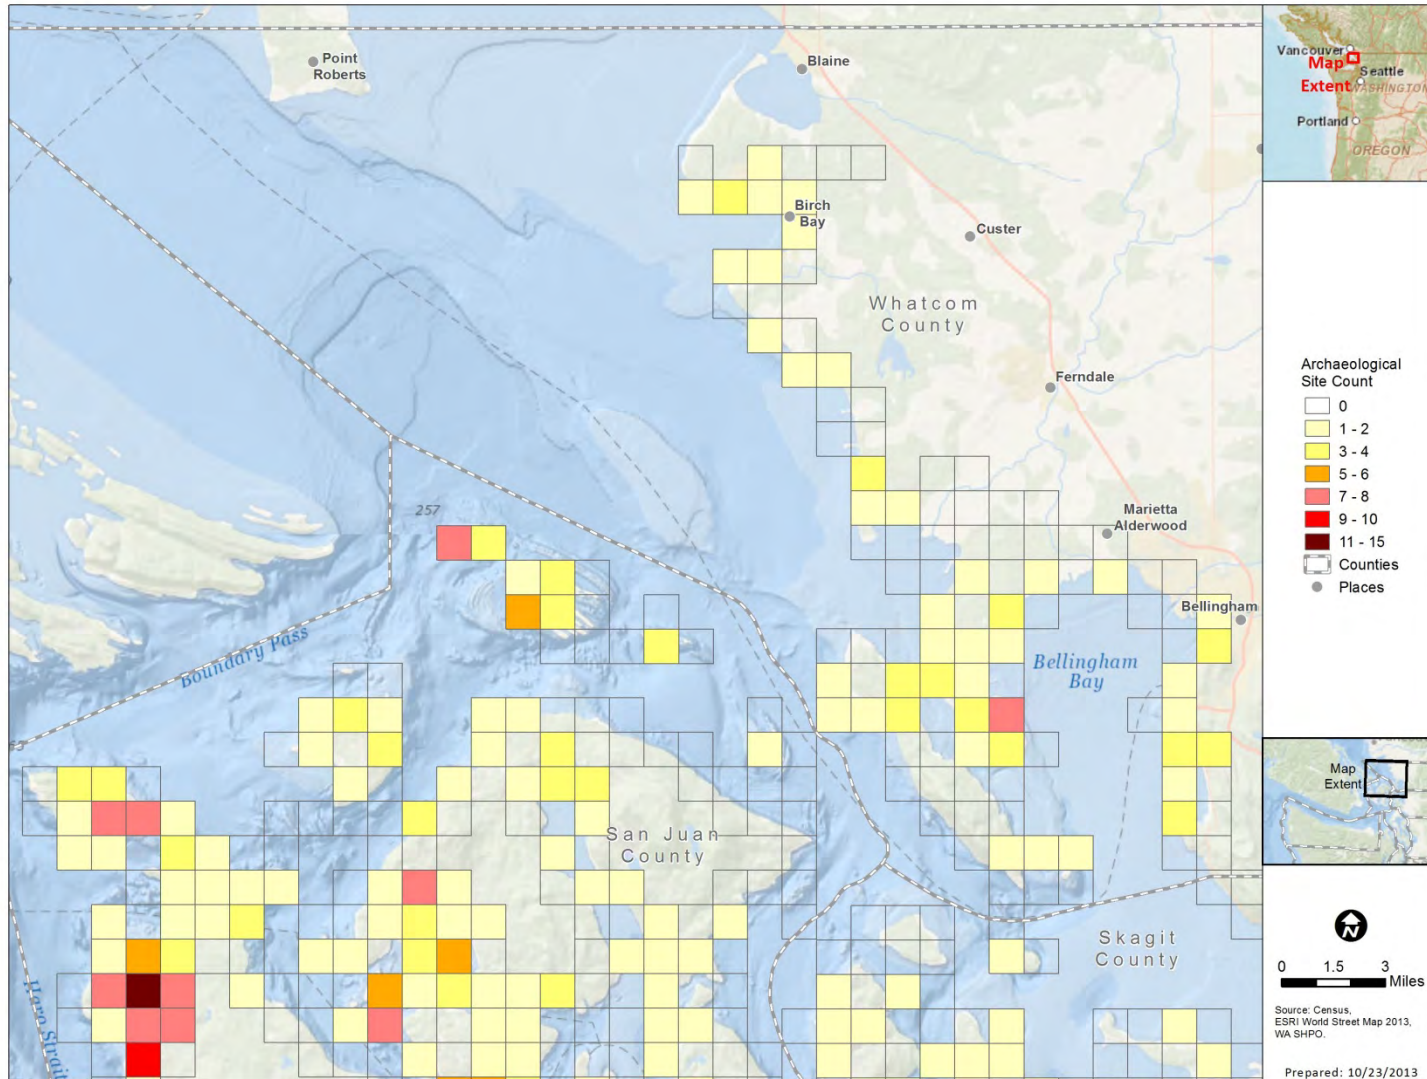 Point
Roberts
Blaine
Birch
Bay
Custer
Whatcom
County
Ferndale
257
Marietta
Alderwood
Bellingham
Boundary Pass
Bellingham
Bay
San Juan
County
Skagit
County
Haro Strait
Vancouver
Map
Extent
Seattle
WASHINGTON
Portland
OREGON
Archaeological
Site Count
0
1 - 2
3 - 4
5 - 6
7 - 8
9 - 10
11 - 15
Counties
Places
Map
Extent
N
0 1.5 3
Miles
Source: Census,
ESRI World Street Map 2013,
WA SHPO.
Prepared: 10/23/2013